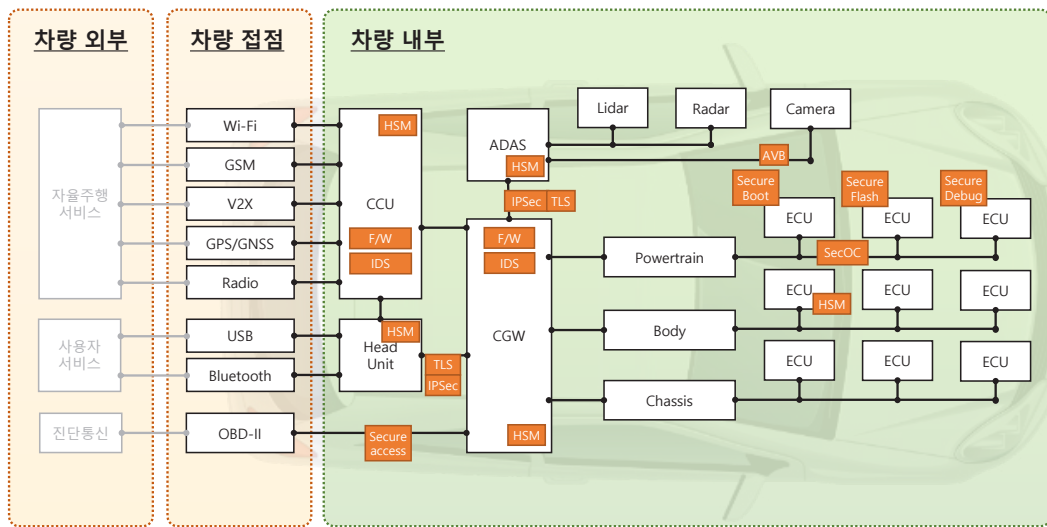 차량 외부
차량 접점
차량 내부
자율주행
서비스
사용자
서비스
진단통신
Wi-Fi
GSM
V2X
GPS/GNSS
Radio
USB
Bluetooth
OBD-II
HSM
CCU
F/W
IDS
HSM
Head
Unit
TLS
IPSec
Secure
access
ADAS
HSM
IPSec
TLS
F/W
IDS
CGW
HSM
Lidar
Radar
Camera
AVB
Powertrain
Secure
Boot
ECU
Secure
Flash
ECU
Secure
Debug
ECU
SecOC
Body
ECU
HSM
ECU
ECU
Chassis
ECU
ECU
ECU